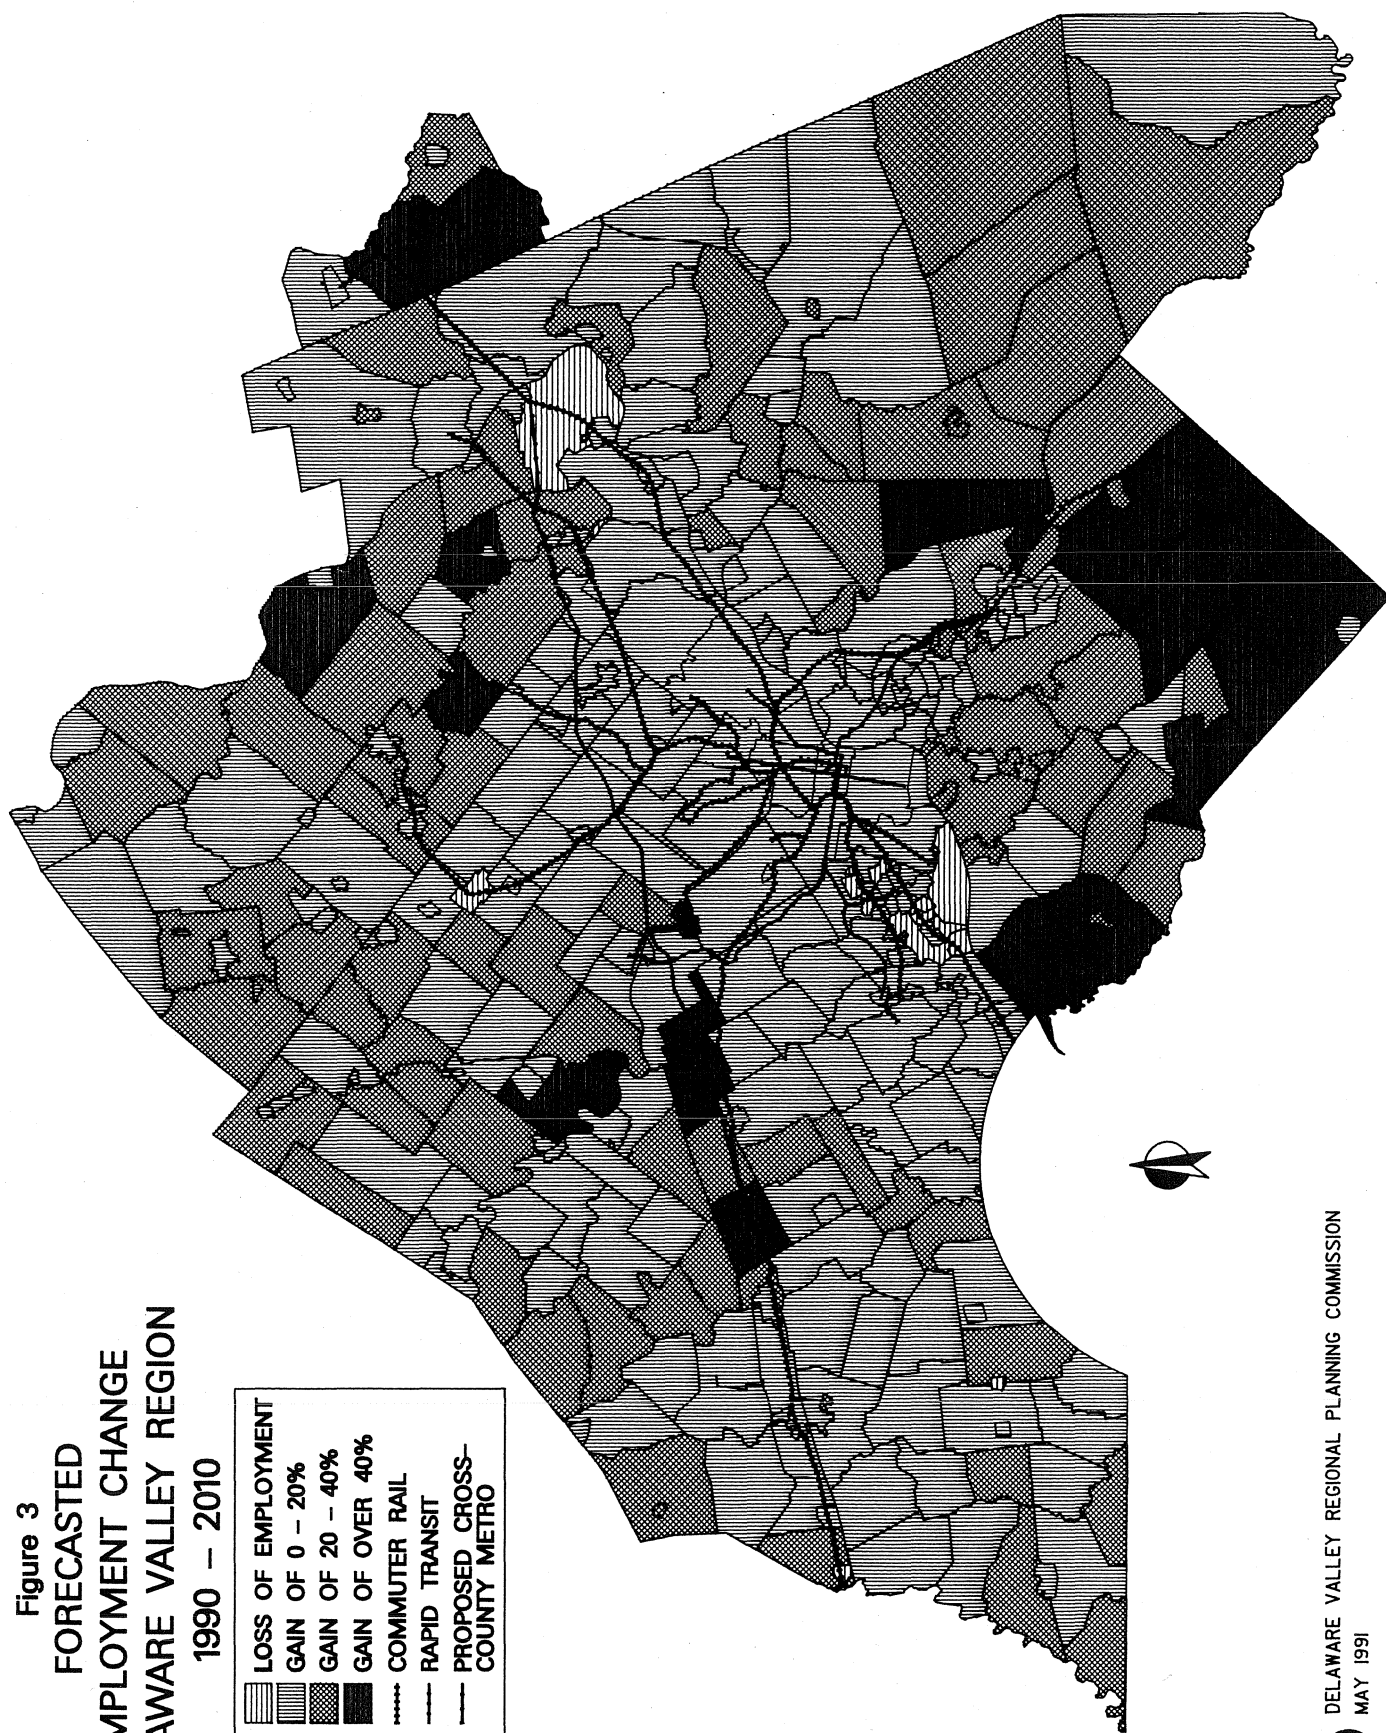 Figure 3
FORECASTED
MPLOYMENT CHANGE
AWARE VALLEY REGION
1990 – 2010
LOSS OF EMPLOYMENT
GAIN OF 0 – 20%
GAIN OF 20 – 40%
GAIN OF OVER 40%
COMMUTER RAIL
RAPID TRANSIT
PROPOSED CROSS–
COUNTY METRO
DELAWARE VALLEY REGIONAL PLANNING COMMISSION
MAY 1991